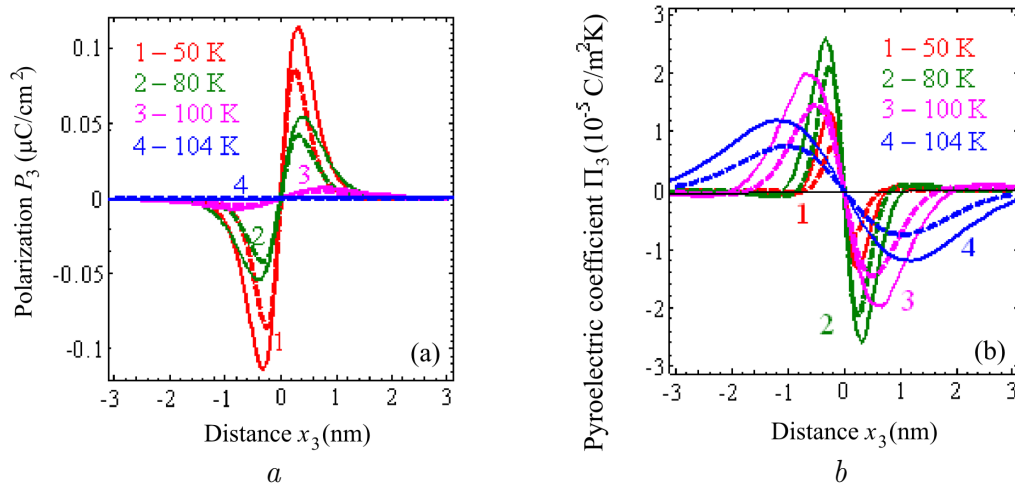 Polarization P₃ (μC/cm²)
0.1
0.05
0
-0.05
-0.1
1 – 50 K
2 – 80 K
3 – 100 K
4 – 104 K
4
3
2
1
(a)
-3 -2 -1 0 1 2 3
Distance x₃ (nm)
a
Pyroelectric coefficient Π₃ (10⁻⁵ C/m²K)
3
2
1
0
-1
-2
-3
1 – 50 K
2 – 80 K
3 – 100 K
4 – 104 K
1
4
3
2
(b)
-3 -2 -1 0 1 2 3
Distance x₃ (nm)
b